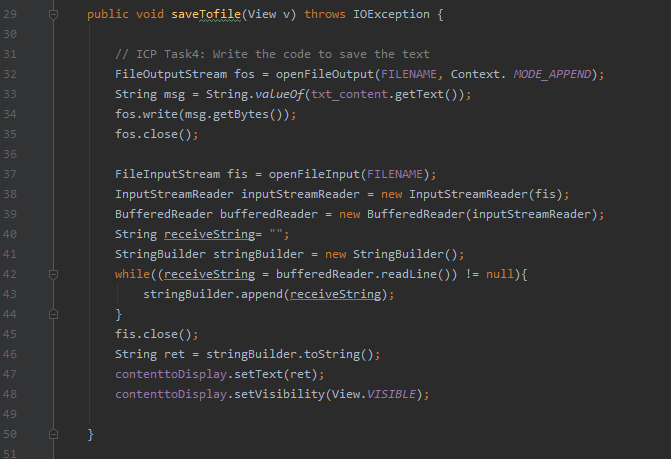 29 public void saveTofile(View v) throws IOException {
30
31 // ICP Task4: Write the code to save the text
32 FileOutputStream fos = openFileOutput(FILENAME, Context. MODE_APPEND);
33 String msg = String.valueOf(txt_content.getText());
34 fos.write(msg.getBytes());
35 fos.close();
36
37 FileInputStream fis = openFileInput(FILENAME);
38 InputStreamReader inputStreamReader = new InputStreamReader(fis);
39 BufferedReader bufferedReader = new BufferedReader(inputStreamReader);
40 String receiveString= "";
41 StringBuilder stringBuilder = new StringBuilder();
42 while((receiveString = bufferedReader.readLine()) != null){
43 stringBuilder.append(receiveString);
44 }
45 fis.close();
46 String ret = stringBuilder.toString();
47 contenttoDisplay.setText(ret);
48 contenttoDisplay.setVisibility(View.VISIBLE);
49
50 }
51